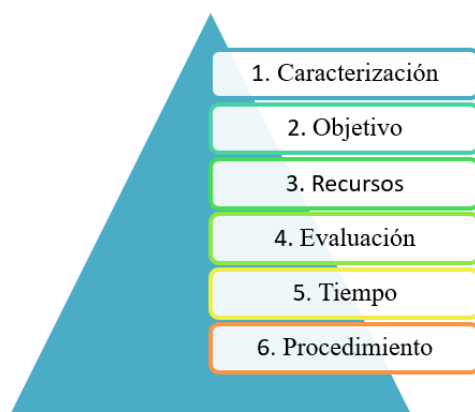 1. Caracterización
2. Objetivo
3. Recursos
4. Evaluación
5. Tiempo
6. Procedimiento